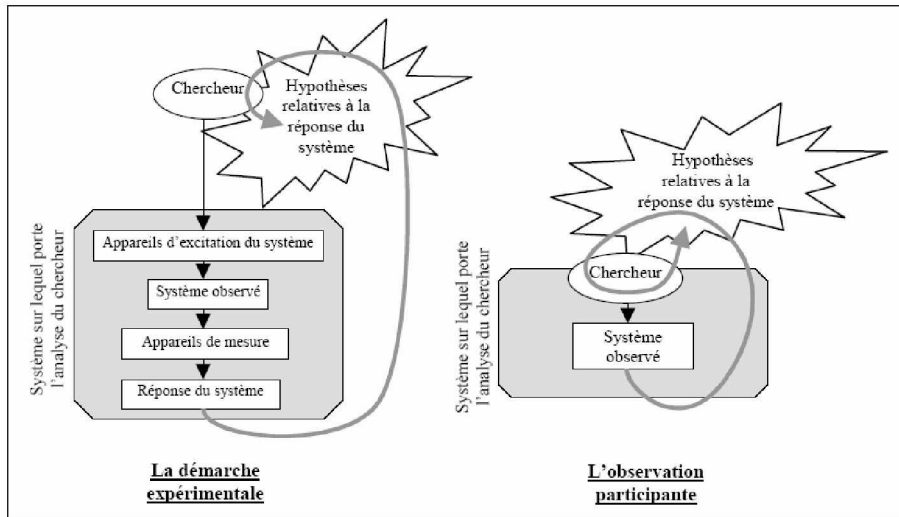 Chercheur
Hypothèses
relatives à la
réponse du
système
Système sur lequel porte
l'analyse du chercheur
Appareils d'excitation du système
Système observé
Appareils de mesure
Réponse du système
La démarche
expérimentale
Hypothèses
relatives à la
réponse du système
Système sur lequel porte
l'analyse du chercheur
Chercheur
Système
observé
L'observation
participante